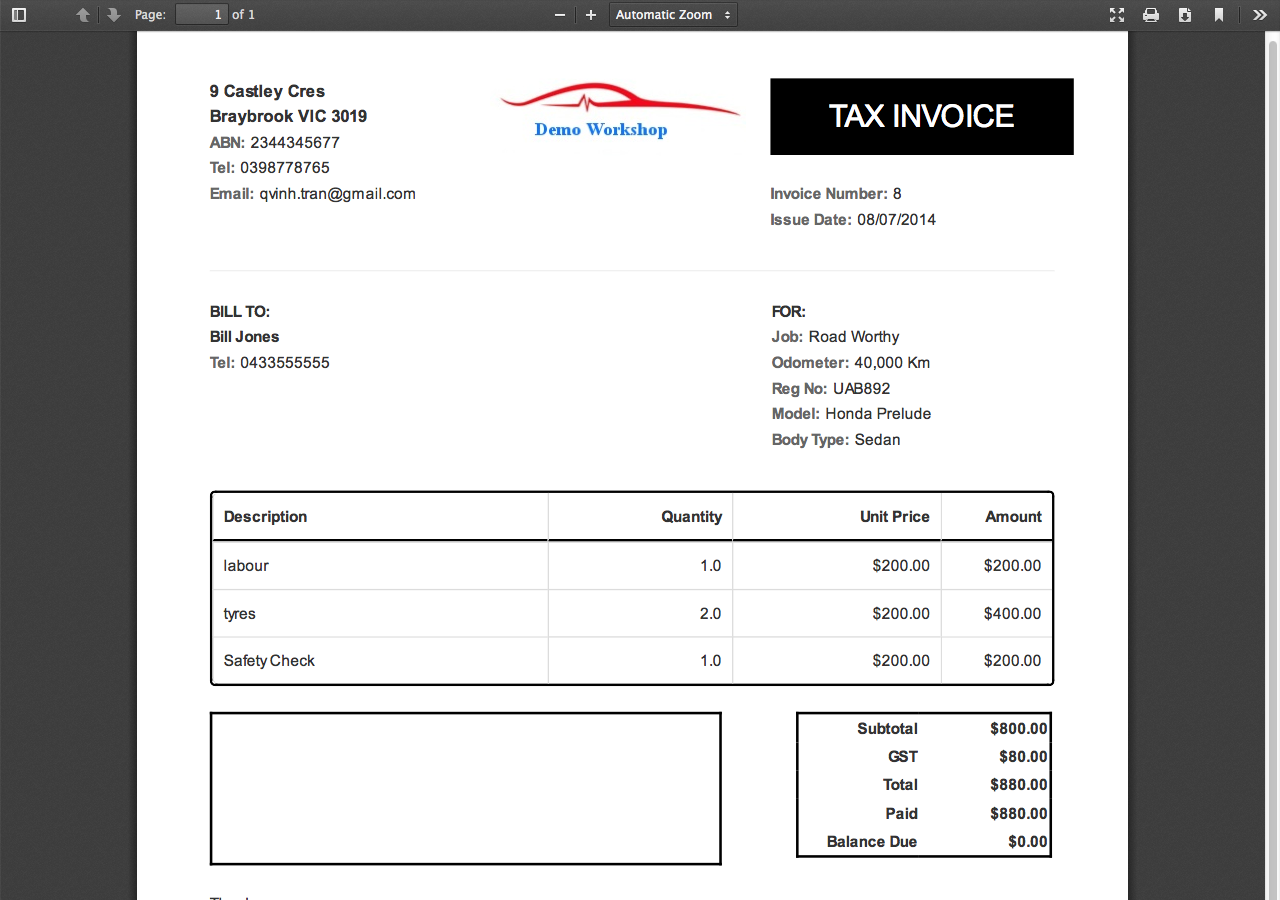 Page: 1 of 1 Automatic Zoom
9 Castley Cres
Braybrook VIC 3019
ABN: 2344345677
Tel: 0398778765
Email: qvinh.tran@gmail.com
Demo Workshop
TAX INVOICE
Invoice Number: 8
Issue Date: 08/07/2014
BILL TO:
Bill Jones
Tel: 0433555555
FOR:
Job: Road Worthy
Odometer: 40,000 Km
Reg No: UAB892
Model: Honda Prelude
Body Type: Sedan
Description Quantity Unit Price Amount
labour 1.0 $200.00 $200.00
tyres 2.0 $200.00 $400.00
Safety Check 1.0 $200.00 $200.00
Subtotal $800.00
GST $80.00
Total $880.00
Paid $880.00
Balance Due $0.00